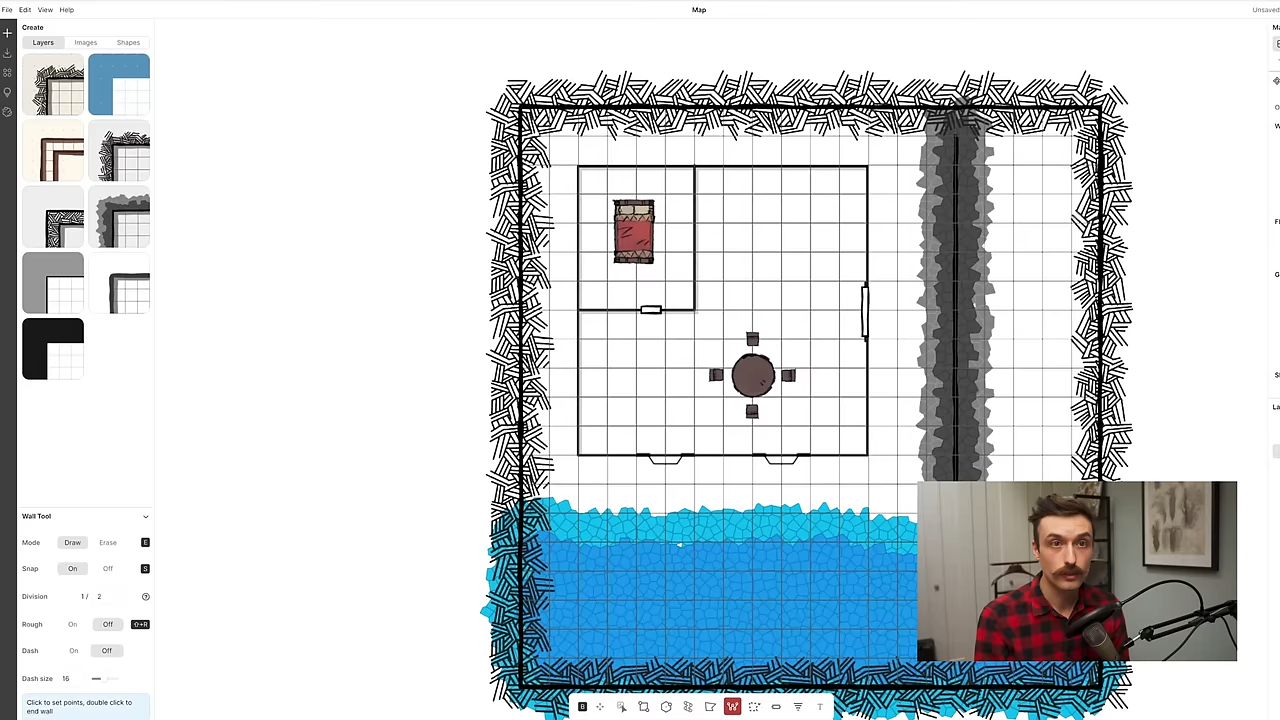 File Edit View Help
Map
Unsaved
Create
Layers Images Shapes
Wall Tool
Mode Draw Erase E
Snap On Off S
Division 1 / 2 ?
Rough On Off ⇧+R
Dash On Off
Dash size 16
Click to set points, double click to
end wall
B
T